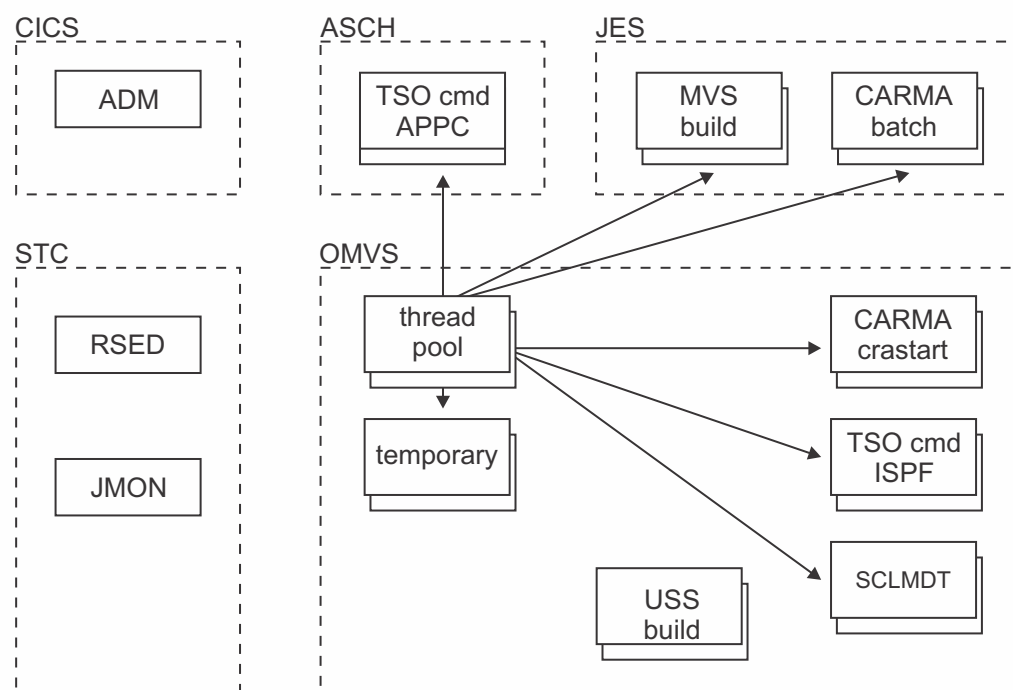 CICS
ADM
ASCH
TSO cmd
APPC
JES
MVS
build
CARMA
batch
STC
RSED
JMON
OMVS
thread
pool
temporary
CARMA
crastart
TSO cmd
ISPF
SCLMDT
USS
build